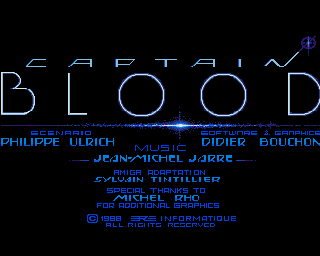 CAPTAIN
BLOOD
SCENARIO
PHILIPPE ULRICH
SOFTWARE & GRAPHICS
DIDIER BOUCHON
MUSIC
JEAN-MICHEL JARRE
AMIGA ADAPTATION
SYLVAIN TINTILLIER
SPECIAL THANKS TO
MICHEL RHO
FOR ADDITIONAL GRAPHICS
© 1988 ERE INFORMATIQUE
ALL RIGHTS RESERVED